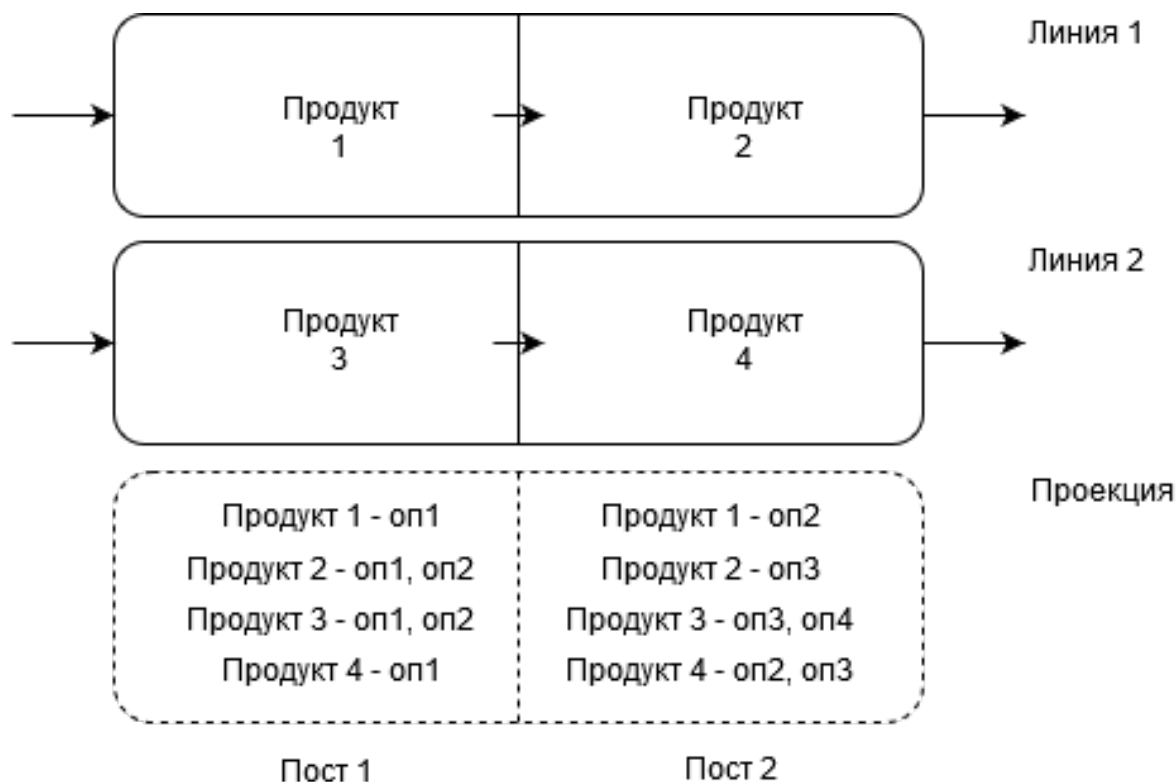 Линия 1
Продукт
1
Продукт
2
Линия 2
Продукт
3
Продукт
4
Проекция
Продукт 1 - оп1
Продукт 2 - оп1, оп2
Продукт 3 - оп1, оп2
Продукт 4 - оп1
Продукт 1 - оп2
Продукт 2 - оп3
Продукт 3 - оп3, оп4
Продукт 4 - оп2, оп3
Пост 1
Пост 2